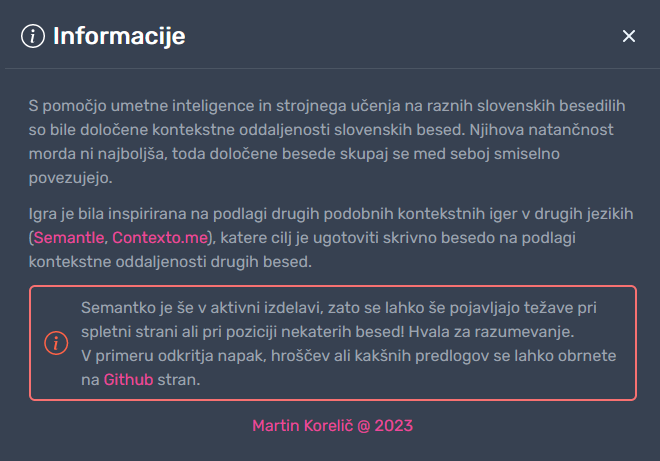 Informacije
S pomočjo umetne inteligence in strojnega učenja na raznih slovenskih besedilih
so bile določene kontekstne oddaljenosti slovenskih besed. Njihova natančnost
morda ni najboljša, toda določene besede skupaj se med seboj smiselno
povezujejo.
Igra je bila inspirirana na podlagi drugih podobnih kontekstnih iger v drugih jezikih
(Semantle, Contexto.me), katere cilj je ugotoviti skrivno besedo na podlagi
kontekstne oddaljenosti drugih besed.
Semantko je še v aktivni izdelavi, zato se lahko še pojavljajo težave pri
spletni strani ali pri poziciji nekaterih besed! Hvala za razumevanje.
V primeru odkritja napak, hroščev ali kakšnih predlogov se lahko obrnete
na Github stran.
Martin Korelič @ 2023